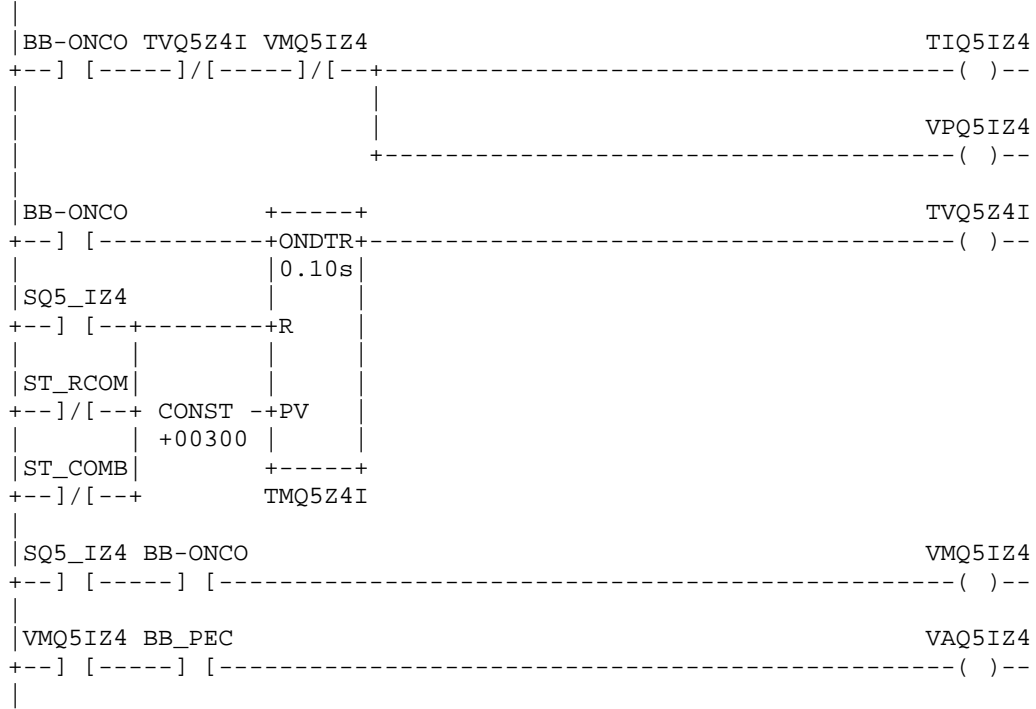 |
|BB-ONCO TVQ5Z4I VMQ5IZ4                                     TIQ5IZ4
+--] [-----]/[-----]/[--+--------------------------------------( )--
|                       |
|                       |                                    VPQ5IZ4
|                       +--------------------------------------( )--
|
|BB-ONCO         +-----+                                     TVQ5Z4I
+--] [-----------+ONDTR+---------------------------------------( )--
|                |0.10s|
|SQ5_IZ4         |     |
+--] [--+--------+R    |
|       |        |     |
|ST_RCOM|        |     |
+--]/[--+ CONST -+PV   |
|       | +00300 |     |
|ST_COMB|        +-----+
+--]/[--+        TMQ5Z4I
|
|SQ5_IZ4 BB-ONCO                                             VMQ5IZ4
+--] [-----] [-------------------------------------------------( )--
|
|VMQ5IZ4 BB_PEC                                              VAQ5IZ4
+--] [-----] [-------------------------------------------------( )--
|